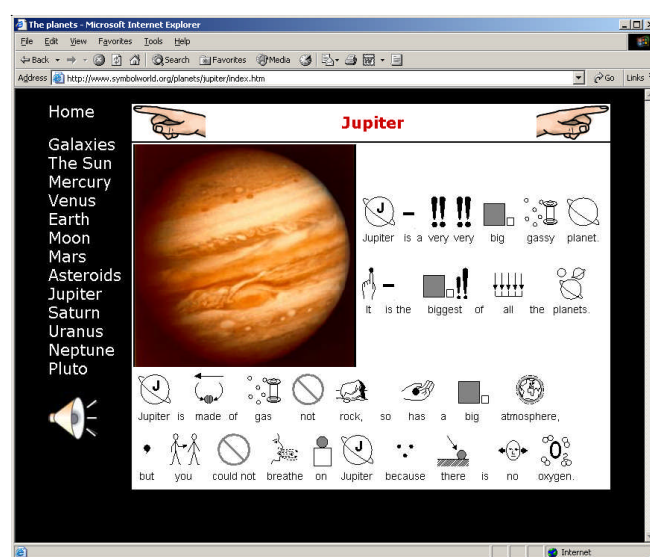 The planets - Microsoft Internet Explorer
File Edit View Favorites Tools Help
Back Search Favorites Media
Address http://www.symbolworld.org/planets/jupiter/index.htm Go Links
Home
Galaxies
The Sun
Mercury
Venus
Earth
Moon
Mars
Asteroids
Jupiter
Saturn
Uranus
Neptune
Pluto
Jupiter
J !! !!
Jupiter is a very very big gassy planet.
It is the biggest of all the planets.
J
Jupiter is made of gas not rock, so has a big atmosphere,
J O
but you could not breathe on Jupiter because there is no oxygen.
Internet